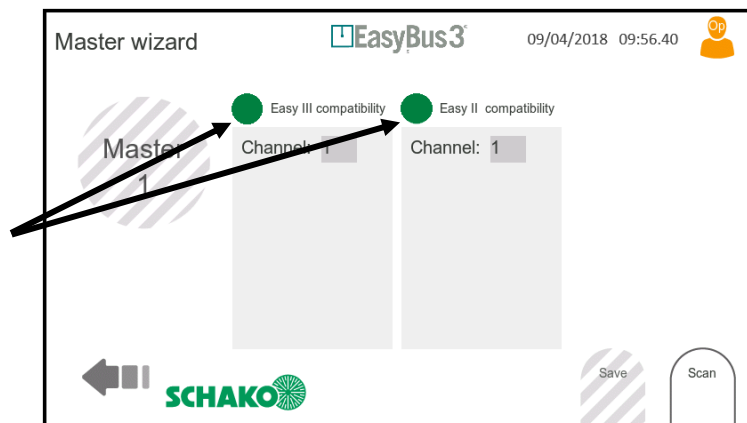 Master wizard
EasyBus3
09/04/2018 09:56.40
Op
Easy III compatibility
Easy II compatibility
Master
1
Channel: 1
Channel: 1
SCHAKO
Save
Scan